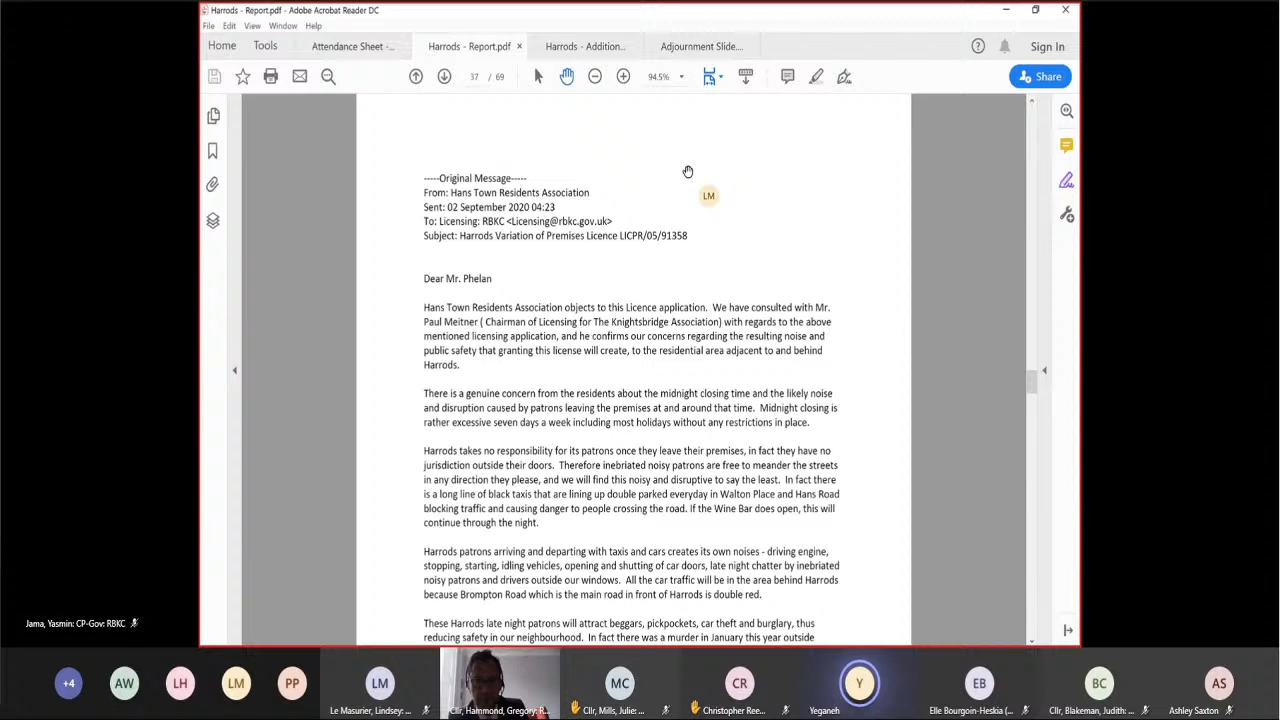 Harrods - Report.pdf - Adobe Acrobat Reader DC
File Edit View Window Help
Home Tools Attendance Sheet -... Harrods - Report.pdf × Harrods - Addition... Adjournment Slide.... Sign In
37 / 69 94.5% Share
-----Original Message-----
From: Hans Town Residents Association
Sent: 02 September 2020 04:23
To: Licensing: RBKC <Licensing@rbkc.gov.uk>
Subject: Harrods Variation of Premises Licence LICPR/05/91358
LM
Dear Mr. Phelan
Hans Town Residents Association objects to this Licence application. We have consulted with Mr.
Paul Meitner ( Chairman of Licensing for The Knightsbridge Association) with regards to the above
mentioned licensing application, and he confirms our concerns regarding the resulting noise and
public safety that granting this license will create, to the residential area adjacent to and behind
Harrods.
There is a genuine concern from the residents about the midnight closing time and the likely noise
and disruption caused by patrons leaving the premises at and around that time. Midnight closing is
rather excessive seven days a week including most holidays without any restrictions in place.
Harrods takes no responsibility for its patrons once they leave their premises, in fact they have no
jurisdiction outside their doors. Therefore inebriated noisy patrons are free to meander the streets
in any direction they please, and we will find this noisy and disruptive to say the least. In fact there
is a long line of black taxis that are lining up double parked everyday in Walton Place and Hans Road
blocking traffic and causing danger to people crossing the road. If the Wine Bar does open, this will
continue through the night.
Harrods patrons arriving and departing with taxis and cars creates its own noises - driving engine,
stopping, starting, idling vehicles, opening and shutting of car doors, late night chatter by inebriated
noisy patrons and drivers outside our windows. All the car traffic will be in the area behind Harrods
because Brompton Road which is the main road in front of Harrods is double red.
These Harrods late night patrons will attract beggars, pickpockets, car theft and burglary, thus
reducing safety in our neighbourhood. In fact there was a murder in January this year outside
Jama, Yasmin: CP-Gov: RBKC
+4 AW LH LM PP LM MC CR Y EB BC AS
Le Masurier, Lindsey: ... Cllr, Hammond, Gregory: R... Cllr, Mills, Julie: ... Christopher Ree... Yeganeh Elle Bourgoin-Heskia (... Cllr, Blakeman, Judith: ... Ashley Saxton